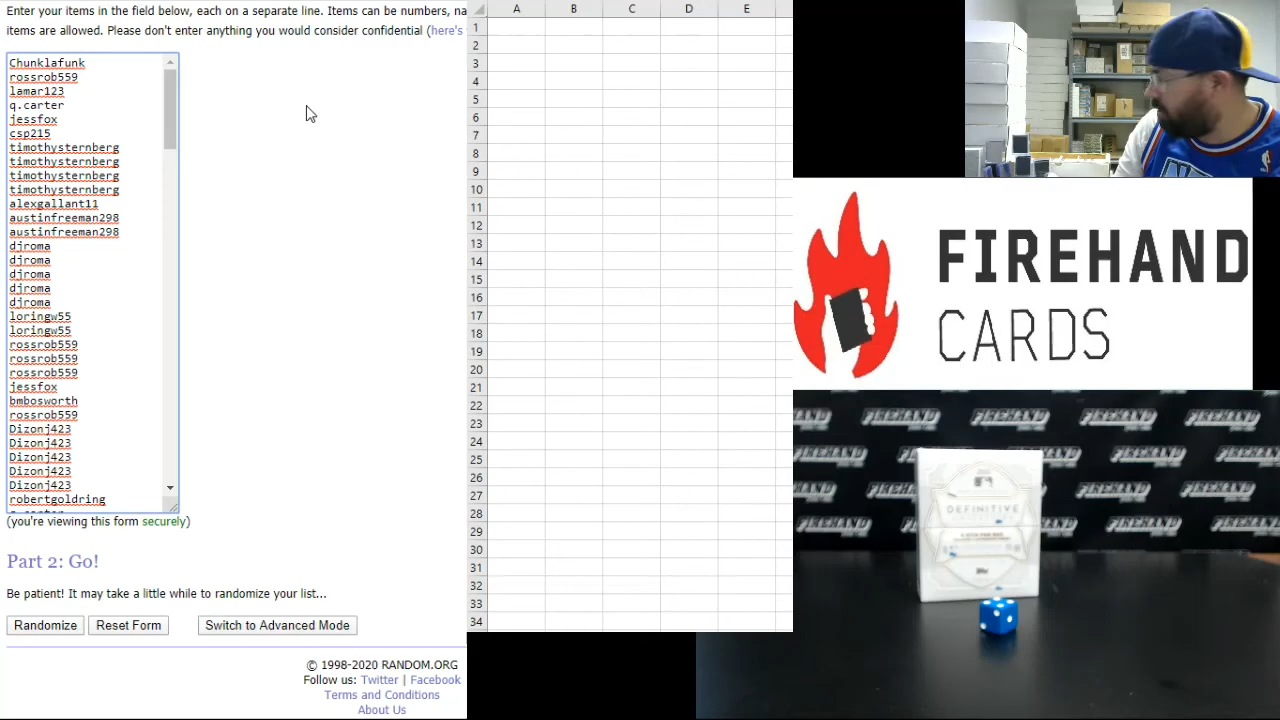 Enter your items in the field below, each on a separate line. Items can be numbers, na
items are allowed. Please don't enter anything you would consider confidential (here's
Chunklafunk
rossrob559
lamar123
q.carter
jessfox
csp215
timothysternberg
timothysternberg
timothysternberg
timothysternberg
alexgallant11
austinfreeman298
austinfreeman298
djroma
djroma
djroma
djroma
djroma
loringw55
loringw55
rossrob559
rossrob559
rossrob559
jessfox
bmbosworth
rossrob559
Dizonj423
Dizonj423
Dizonj423
Dizonj423
Dizonj423
robertgoldring
(you're viewing this form securely)
Part 2: Go!
Be patient! It may take a little while to randomize your list...
Randomize
Reset Form
Switch to Advanced Mode
© 1998-2020 RANDOM.ORG
Follow us: Twitter | Facebook
Terms and Conditions
About Us
A B C D E
1
2
3
4
5
6
7
8
9
10
11
12
13
14
15
16
17
18
19
20
21
22
23
24
25
26
27
28
29
30
31
32
33
34
FIREHAND
CARDS
FIREHAND FIREHAND FIREHAND FIREHAND
DEFINITIVE